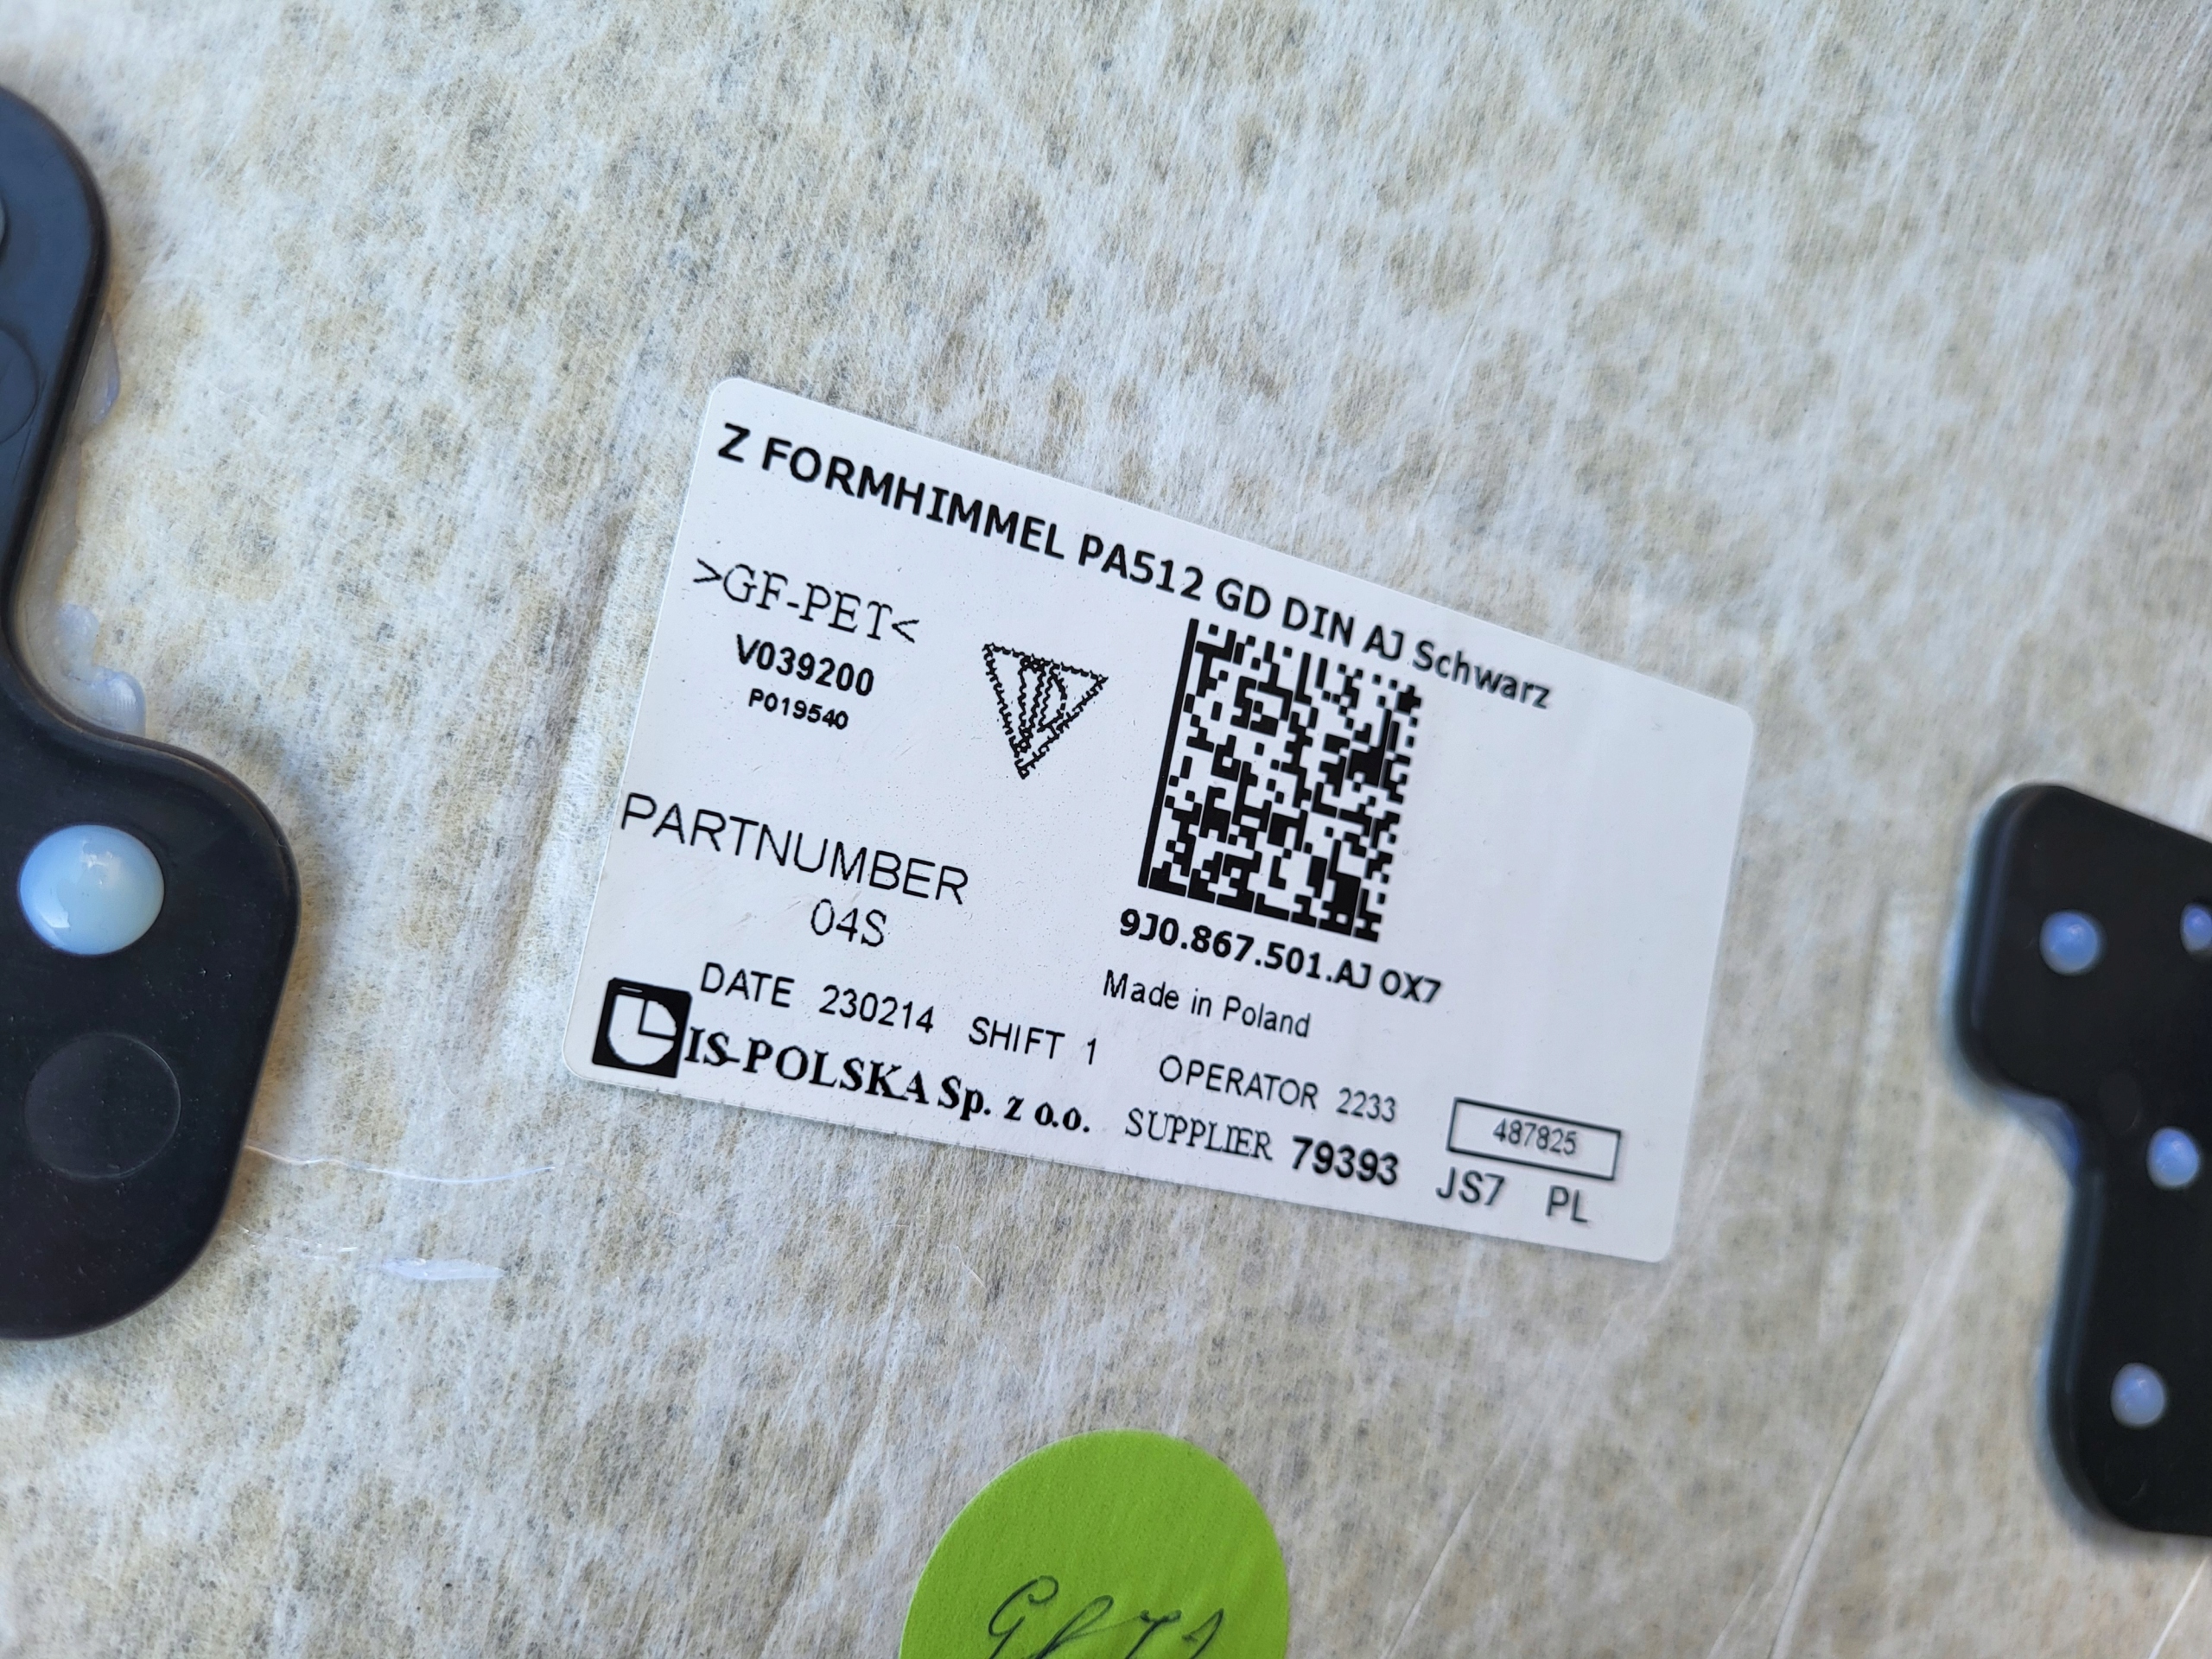 Z FORMHIMMEL PA512 GD DIN AJ Schwarz
>GF-PET<
V039200
P019540
PARTNUMBER
04S
9J0.867.501.AJ OX7
Made in Poland
DATE 230214 SHIFT 1 OPERATOR 2233
487825
IS-POLSKA Sp. z o.o. SUPPLIER 79393 JS7 PL